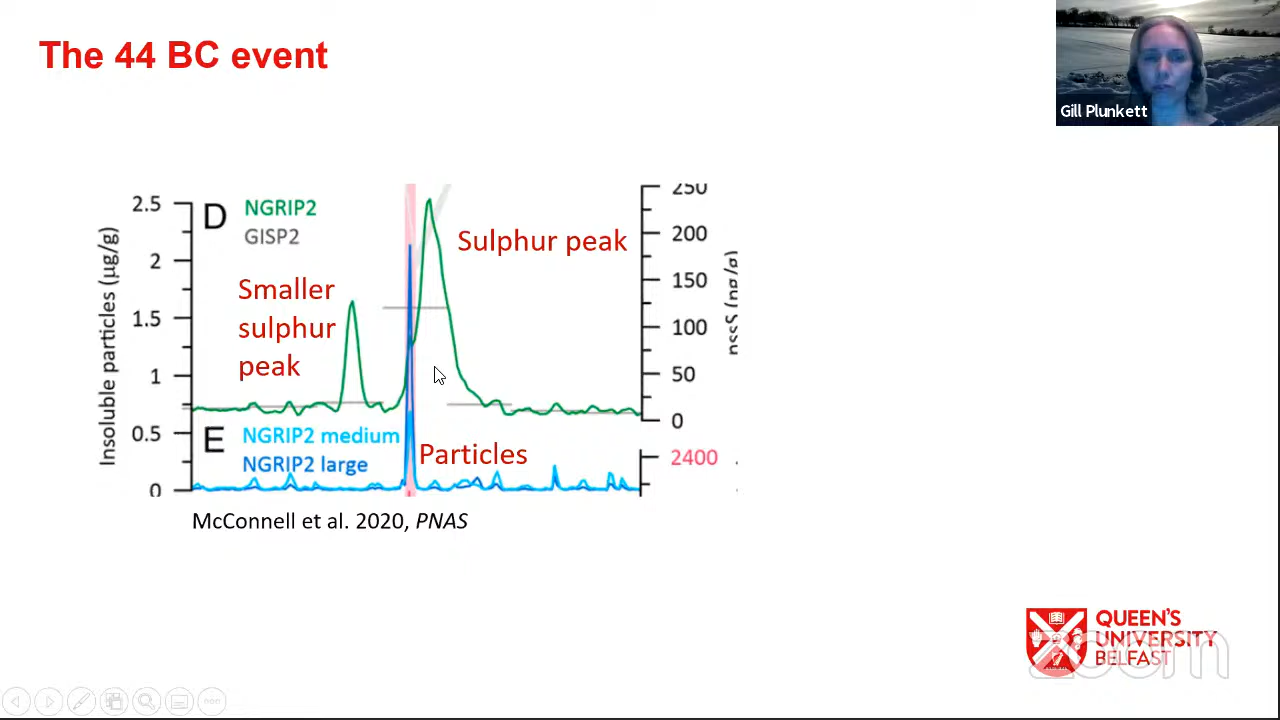 The 44 BC event
Gill Plunkett
Insoluble particles (µg/g)
2.5
2
1.5
1
0.5
0
D
NGRIP2
GISP2
Smaller
sulphur
peak
Sulphur peak
250
200
150
100
50
0
E
NGRIP2 medium
NGRIP2 large
Particles
2400
McConnell et al. 2020, PNAS
QUEEN'S
UNIVERSITY
BELFAST
zoom